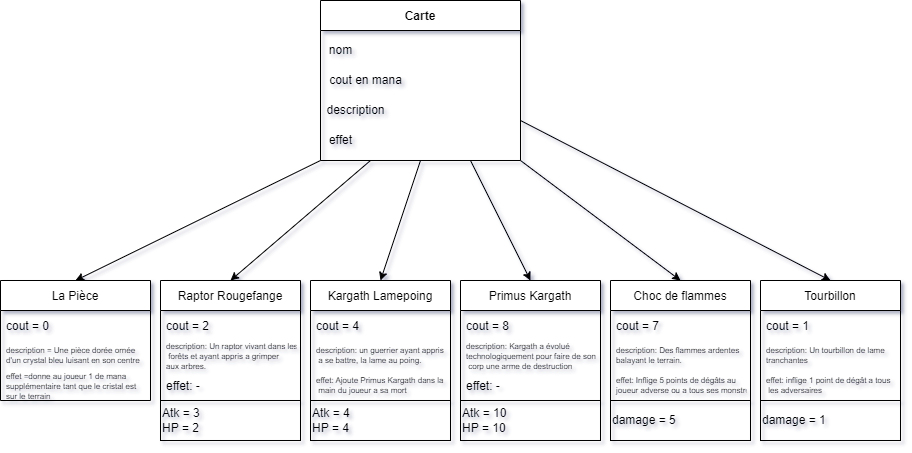 Carte
nom
cout en mana
description
effet
La Pièce
cout = 0
description = Une pièce dorée ornée
d'un crystal bleu luisant en son centre
effet =donne au joueur 1 de mana
supplémentaire tant que le cristal est
sur le terrain
Raptor Rougefange
cout = 2
description: Un raptor vivant dans les
forêts et ayant appris a grimper
aux arbres.
effet: -
Atk = 3
HP = 2
Kargath Lamepoing
cout = 4
description: un guerrier ayant appris
a se battre, la lame au poing.
effet: Ajoute Primus Kargath dans la
main du joueur a sa mort
Atk = 4
HP = 4
Primus Kargath
cout = 8
description: Kargath a évolué
technologiquement pour faire de son
corp une arme de destruction
effet: -
Atk = 10
HP = 10
Choc de flammes
cout = 7
description: Des flammes ardentes
balayant le terrain.
effet: Inflige 5 points de dégâts au
joueur adverse ou a tous ses monstr
damage = 5
Tourbillon
cout = 1
description: Un tourbillon de lame
tranchantes
effet: inflige 1 point de dégât a tous
les adversaires
damage = 1